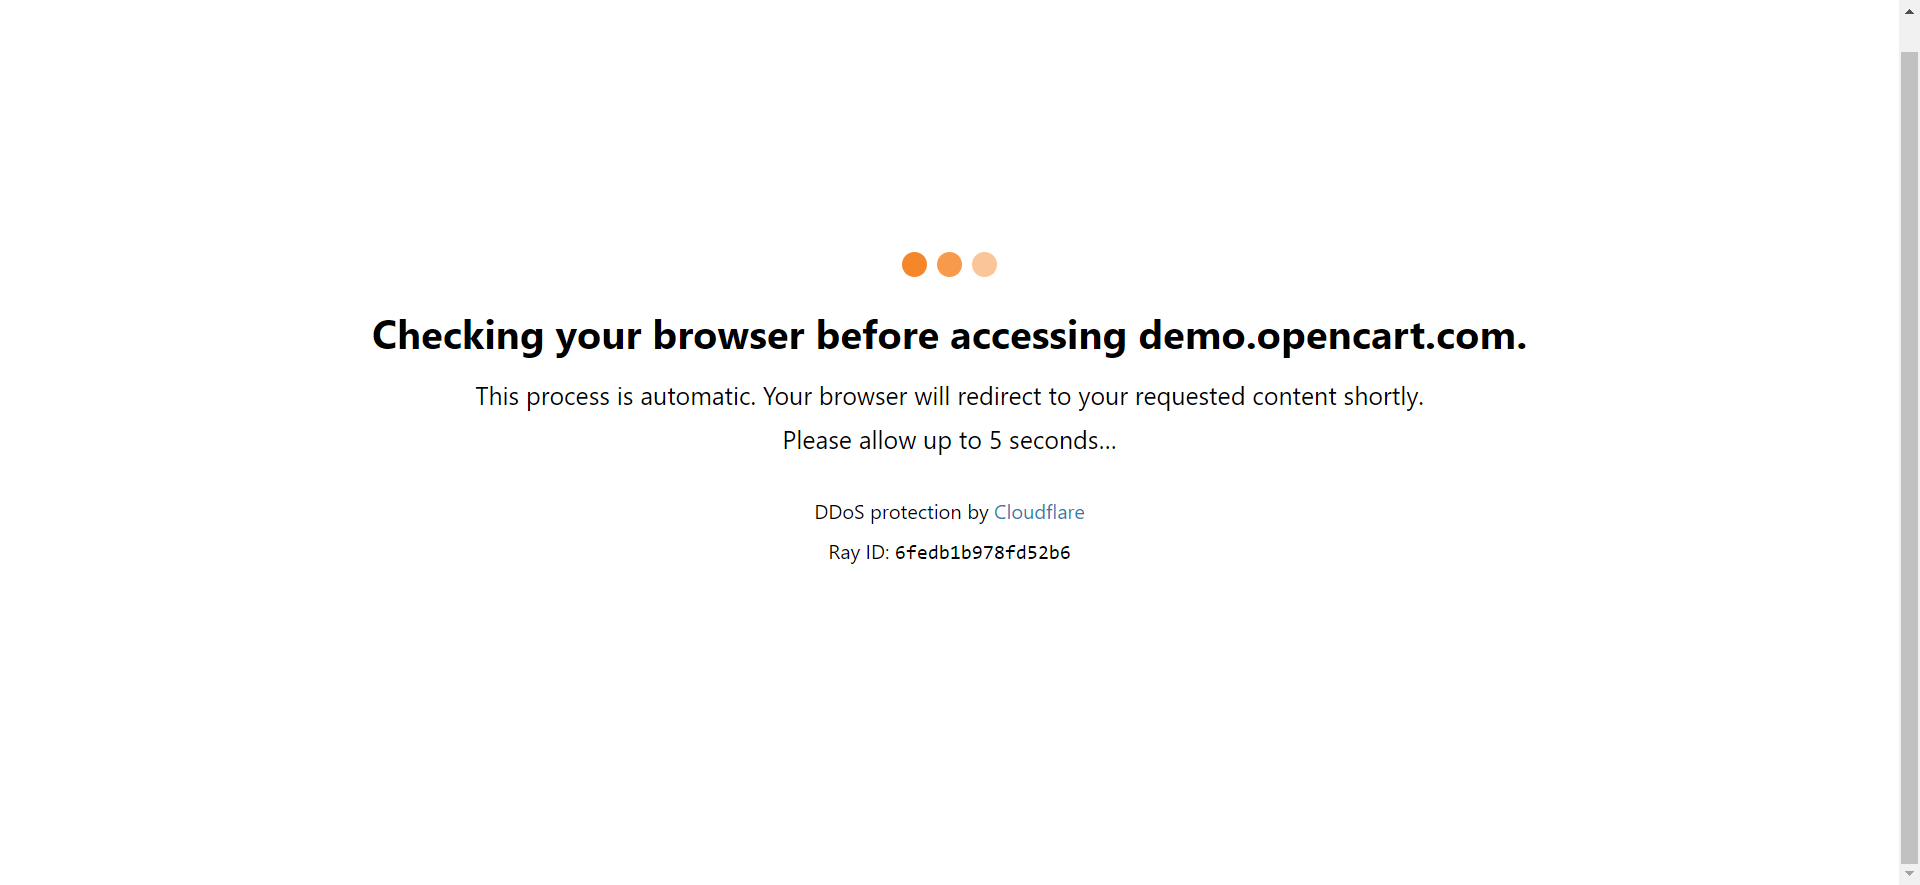 Checking your browser before accessing demo.opencart.com.
This process is automatic. Your browser will redirect to your requested content shortly.
Please allow up to 5 seconds...
DDoS protection by Cloudflare
Ray ID: 6fedb1b978fd52b6